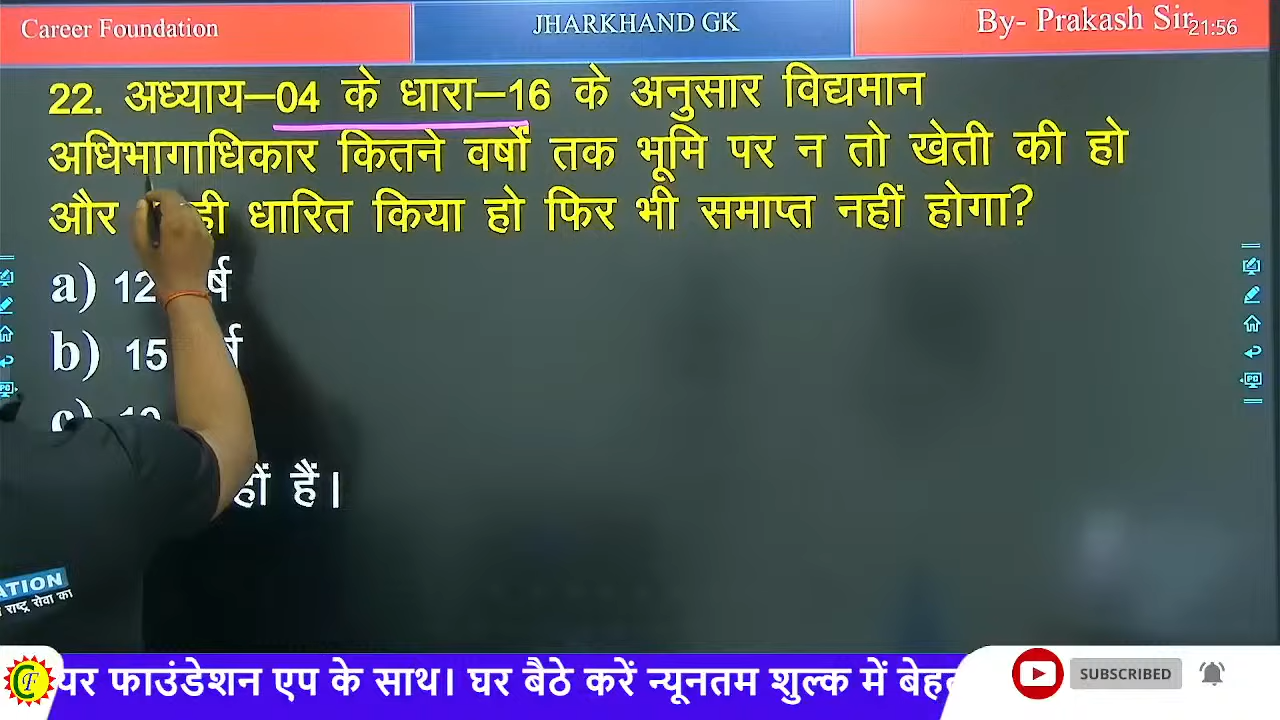 Career Foundation
JHARKHAND GK
By- Prakash Sir
21:56
22. अध्याय–04 के धारा–16 के अनुसार विद्यमान
अधिभागाधिकार कितने वर्षों तक भूमि पर न तो खेती की हो
और ही धारित किया हो फिर भी समाप्त नहीं होगा?
a) 12
b) 15
हैं।
ATION
राष्ट्र सेवा का
यर फाउंडेशन एप के साथ। घर बैठे करें न्यूनतम शुल्क में
SUBSCRIBED